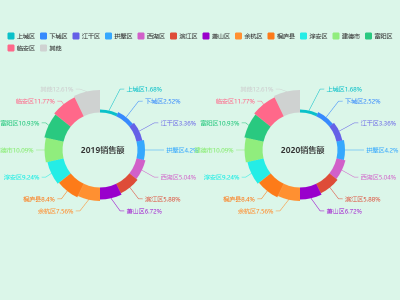 上城区 下城区 江干区 拱墅区 西湖区 滨江区 萧山区 余杭区 桐庐县 淳安区 建德市 富阳区
临安区 其他
其他12.61% 上城区1.68%
临安区11.77% 下城区2.52%
富阳区10.93% 江干区3.36%
建德市10.09% 2019销售额 拱墅区4.2%
淳安区9.24% 西湖区5.04%
桐庐县8.4% 滨江区5.88%
余杭区7.56% 萧山区6.72%
其他12.61% 上城区1.68%
临安区11.77% 下城区2.52%
富阳区10.93% 江干区3.36%
建德市10.09% 2020销售额 拱墅区4.2%
淳安区9.24% 西湖区5.04%
桐庐县8.4% 滨江区5.88%
余杭区7.56% 萧山区6.72%